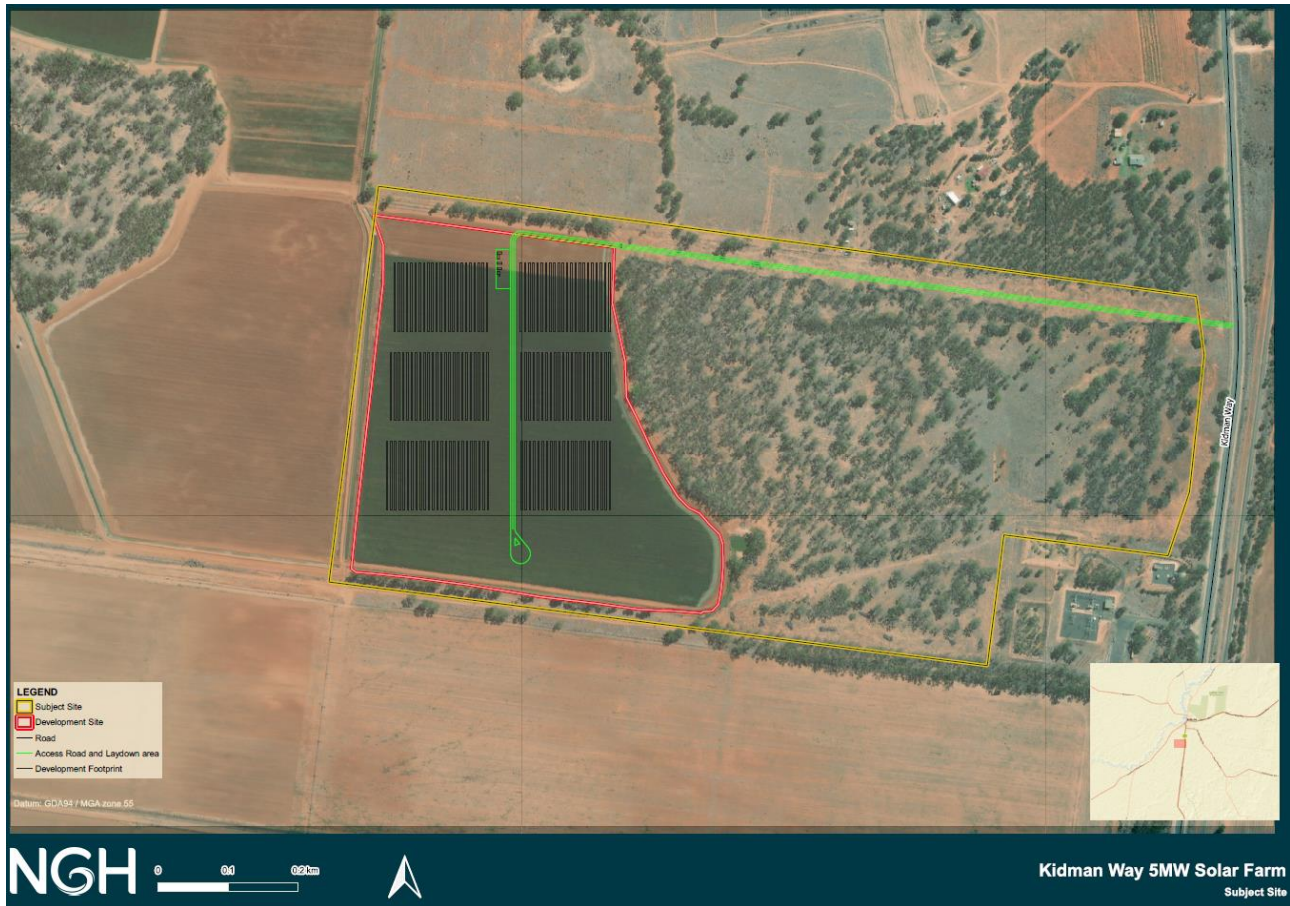 Kidman Way
LEGEND
Subject Site
Development Site
Road
Access Road and Laydown area
Development Footprint
Datum: GDA94 / MGA zone 55
NGH
0 0.1 0.2 km
Kidman Way 5MW Solar Farm
Subject Site